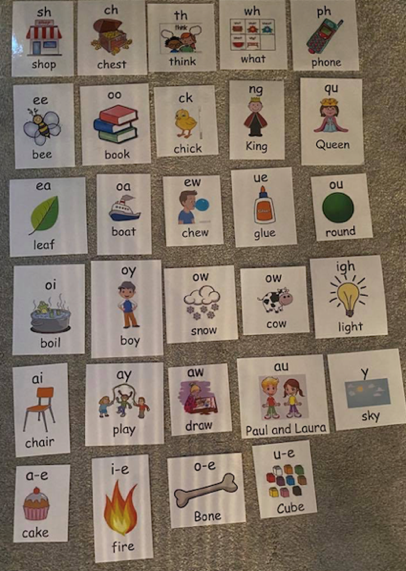 sh
shop
ch
chest
th
Think
think
wh
what
ph
phone
ee
bee
oo
book
ck
chick
ng
King
qu
Queen
ea
leaf
oa
boat
ew
chew
ue
glue
ou
round
oi
boil
oy
boy
ow
snow
ow
cow
igh
light
ai
chair
ay
play
aw
draw
au
Paul and Laura
y
sky
a-e
cake
i-e
fire
o-e
Bone
u-e
Cube